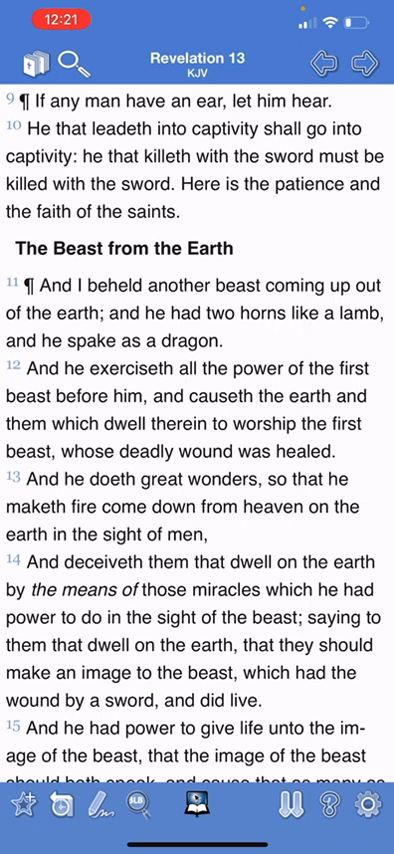 12:21
Revelation 13
KJV
9 ¶ If any man have an ear, let him hear.
10 He that leadeth into captivity shall go into
captivity: he that killeth with the sword must be
killed with the sword. Here is the patience and
the faith of the saints.
The Beast from the Earth
11 ¶ And I beheld another beast coming up out
of the earth; and he had two horns like a lamb,
and he spake as a dragon.
12 And he exerciseth all the power of the first
beast before him, and causeth the earth and
them which dwell therein to worship the first
beast, whose deadly wound was healed.
13 And he doeth great wonders, so that he
maketh fire come down from heaven on the
earth in the sight of men,
14 And deceiveth them that dwell on the earth
by the means of those miracles which he had
power to do in the sight of the beast; saying to
them that dwell on the earth, that they should
make an image to the beast, which had the
wound by a sword, and did live.
15 And he had power to give life unto the im-
age of the beast, that the image of the beast
should both speak, and cause that as many as
SLB